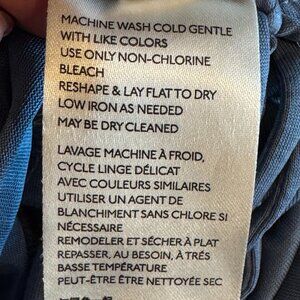 MACHINE WASH COLD GENTLE
WITH LIKE COLORS
USE ONLY NON-CHLORINE
BLEACH
RESHAPE & LAY FLAT TO DRY
LOW IRON AS NEEDED
MAY BE DRY CLEANED
LAVAGE MACHINE À FROID,
CYCLE LINGE DÉLICAT
AVEC COULEURS SIMILAIRES
UTILISER UN AGENT DE
BLANCHIMENT SANS CHLORE SI
NÉCESSAIRE
REMODELER ET SÉCHER À PLAT
REPASSER, AU BESOIN, À TRÈS
BASSE TEMPÉRATURE
PEUT-ÊTRE ÊTRE NETTOYÉ SEC